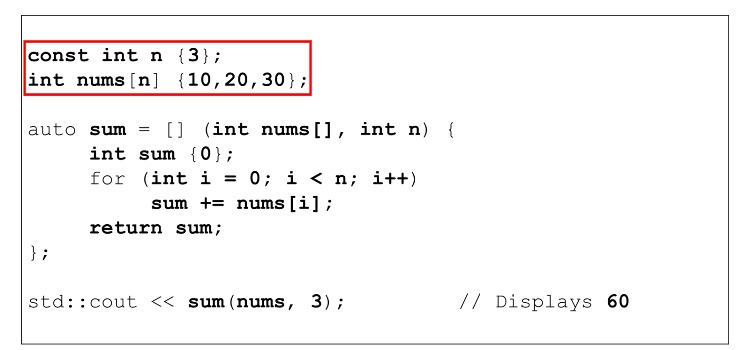 const int n {3};
int nums[n] {10,20,30};
auto sum = [] (int nums[], int n) {
int sum {0};
for (int i = 0; i < n; i++)
sum += nums[i];
return sum;
};
std::cout << sum(nums, 3); // Displays 60